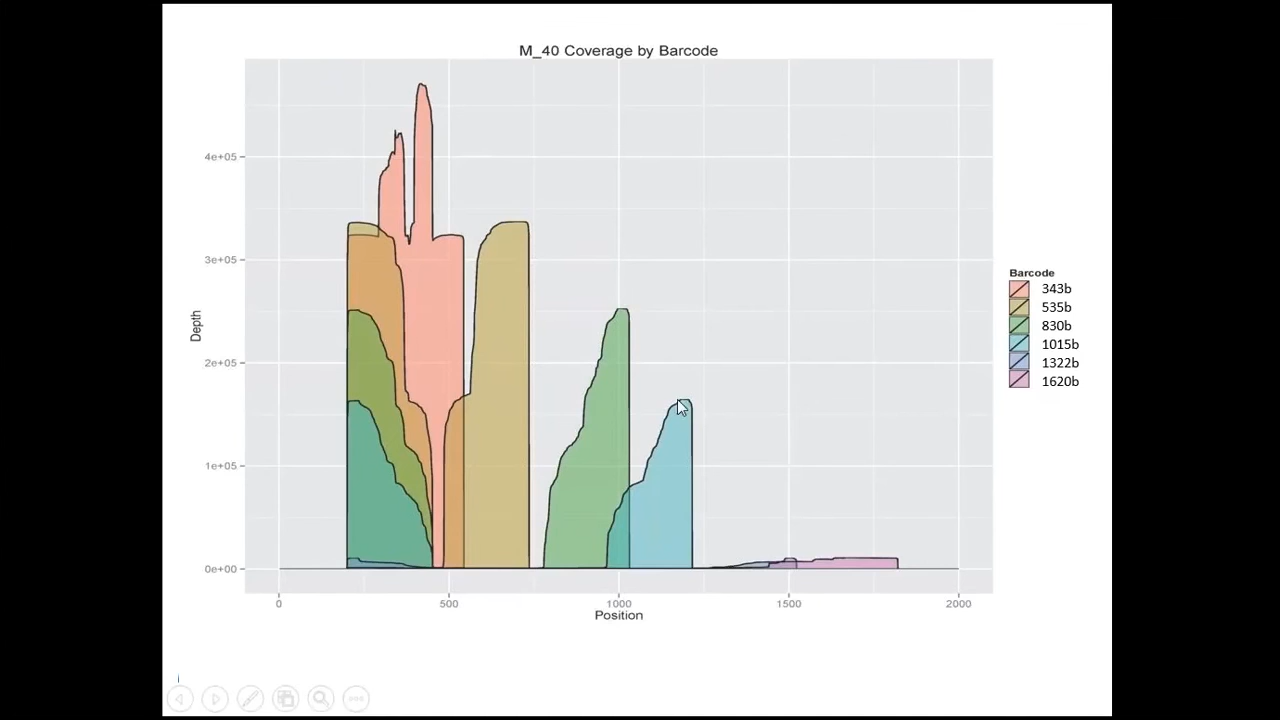 M_40 Coverage by Barcode
4e+05
3e+05
2e+05
1e+05
0e+00
Depth
0 500 1000 1500 2000
Position
Barcode
343b
535b
830b
1015b
1322b
1620b